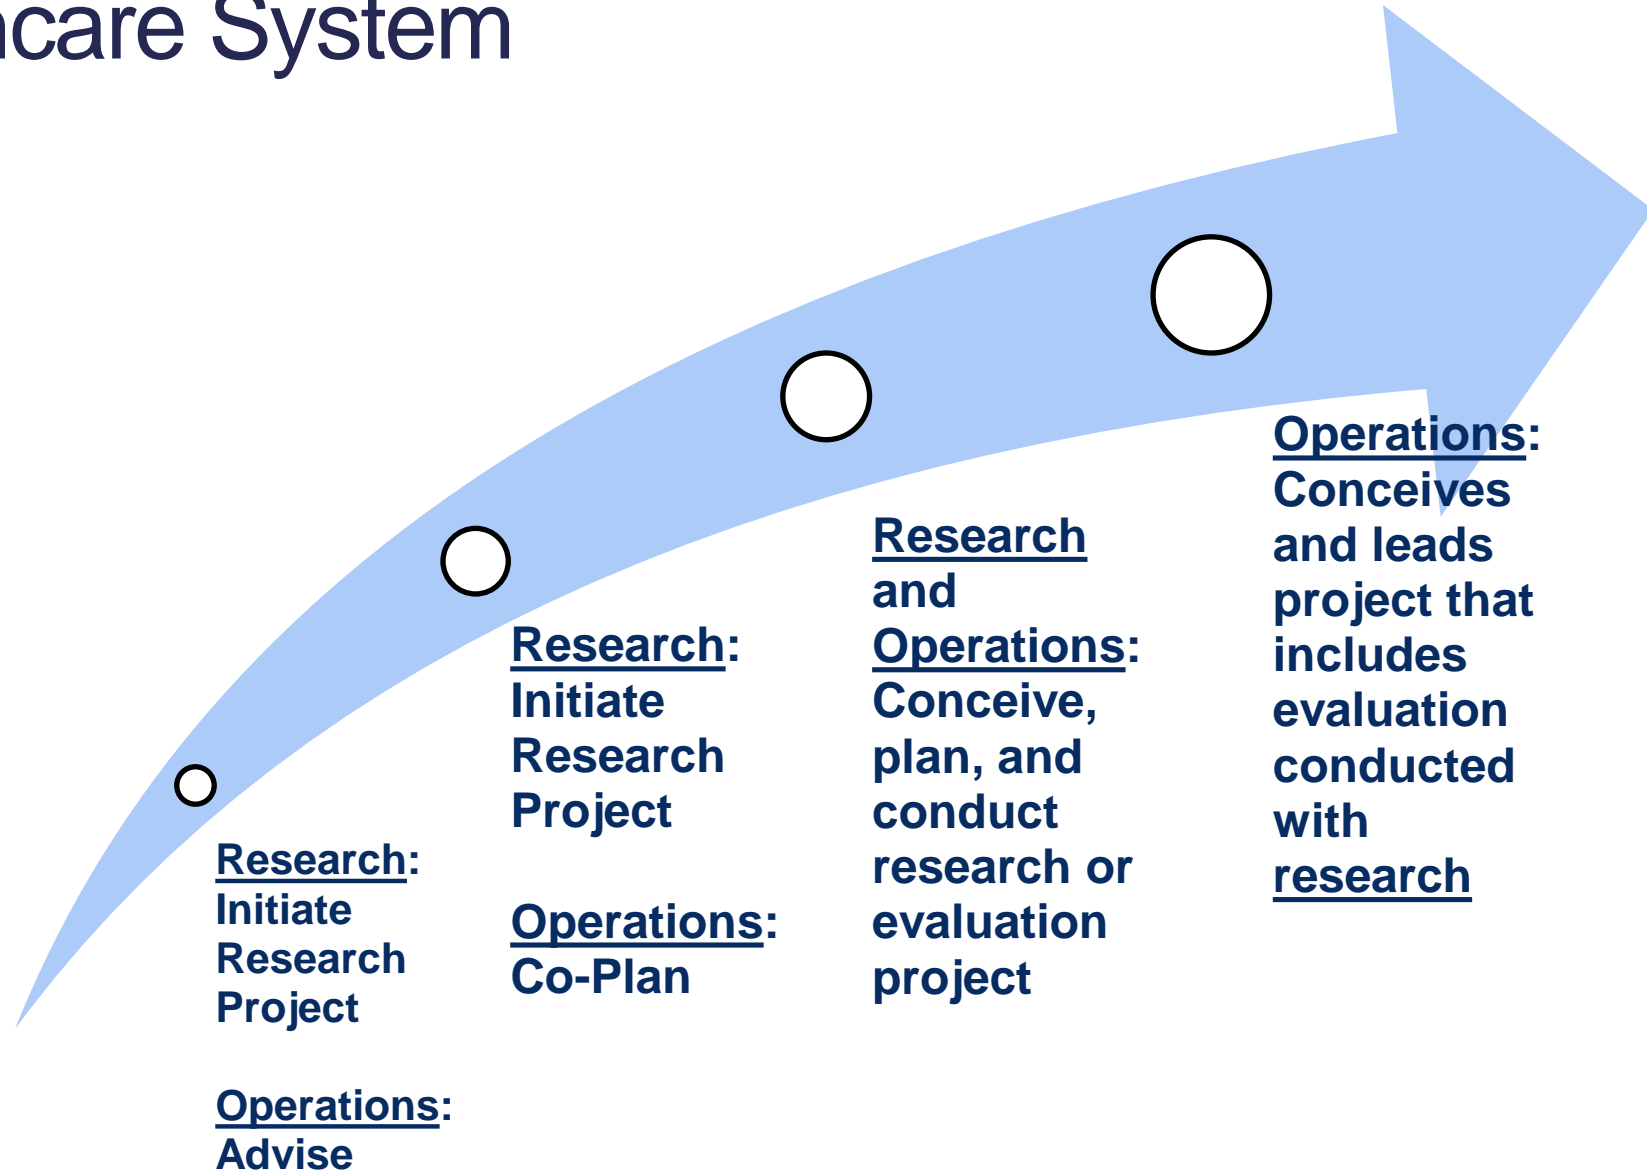 ncare System
Research:
Initiate
Research
Project
Operations:
Advise
Research:
Initiate
Research
Project
Operations:
Co-Plan
Research
and
Operations:
Conceive,
plan, and
conduct
research or
evaluation
project
Operations:
Conceives
and leads
project that
includes
evaluation
conducted
with
research